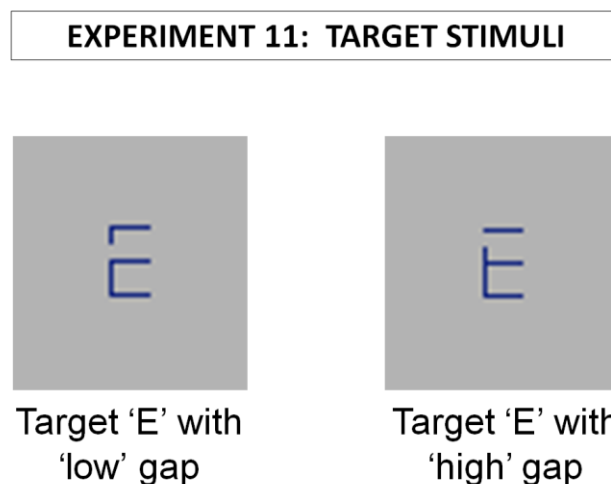 EXPERIMENT 11: TARGET STIMULI
Target ‘E’ with
‘low’ gap
Target ‘E’ with
‘high’ gap